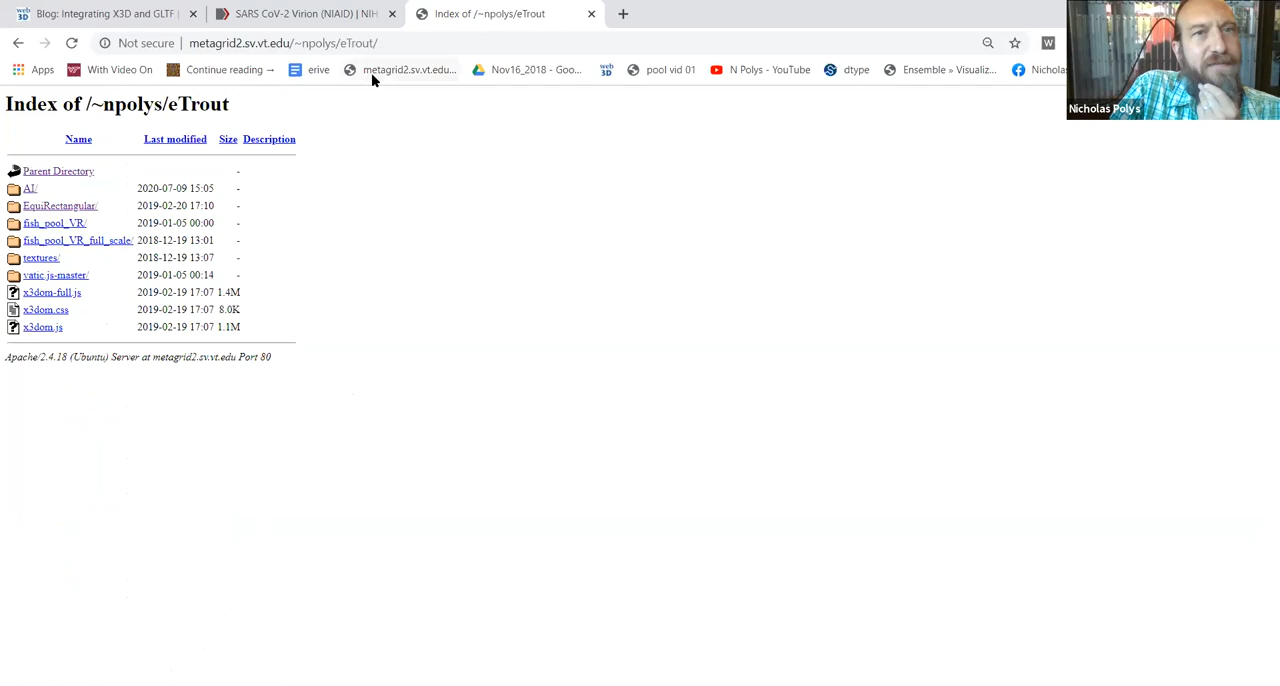 Blog: Integrating X3D and GLTF |
SARS CoV-2 Virion (NIAID) | NIH
Index of /~npolys/eTrout
Not secure | metagrid2.sv.vt.edu/~npolys/eTrout/
W
Apps
With Video On
Continue reading →
erive
metagrid2.sv.vt.edu...
Nov16_2018 - Goo...
web 3D
pool vid 01
N Polys - YouTube
dtype
Ensemble » Visualiz...
Nichola
Nicholas Polys
Index of /~npolys/eTrout
Name Last modified Size Description
Parent Directory -
AI/ 2020-07-09 15:05 -
EquiRectangular/ 2019-02-20 17:10 -
fish_pool_VR/ 2019-01-05 00:00 -
fish_pool_VR_full_scale/ 2018-12-19 13:01 -
textures/ 2018-12-19 13:07 -
vatic.js-master/ 2019-01-05 00:14 -
x3dom-full.js 2019-02-19 17:07 1.4M
x3dom.css 2019-02-19 17:07 8.0K
x3dom.js 2019-02-19 17:07 1.1M
Apache/2.4.18 (Ubuntu) Server at metagrid2.sv.vt.edu Port 80